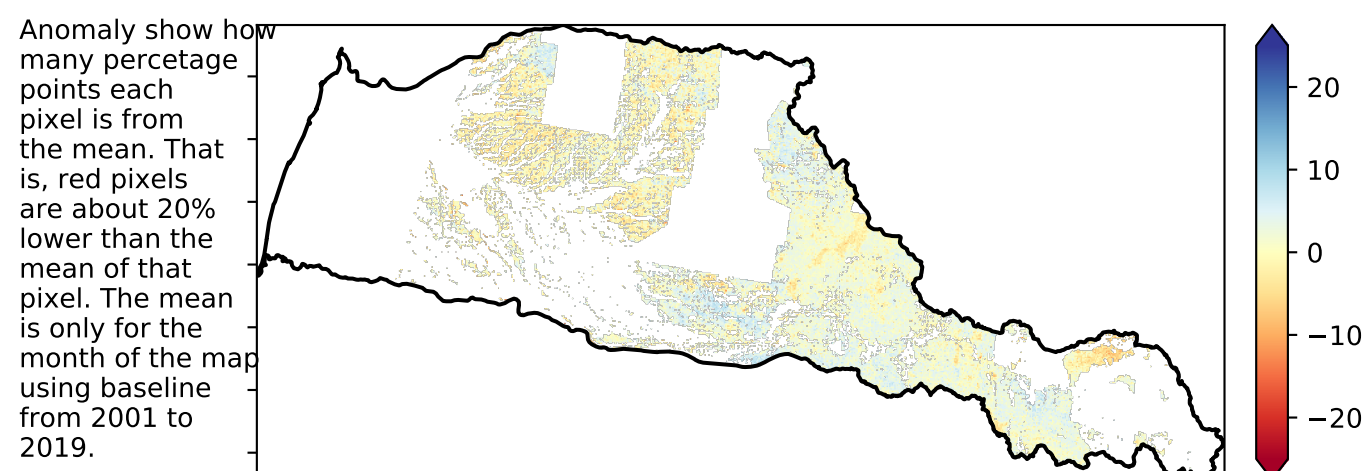 Anomaly show how
many percetage
points each
pixel is from
the mean. That
is, red pixels
are about 20%
lower than the
mean of that
pixel. The mean
is only for the
month of the map
using baseline
from 2001 to
2019.
20
10
0
−10
−20